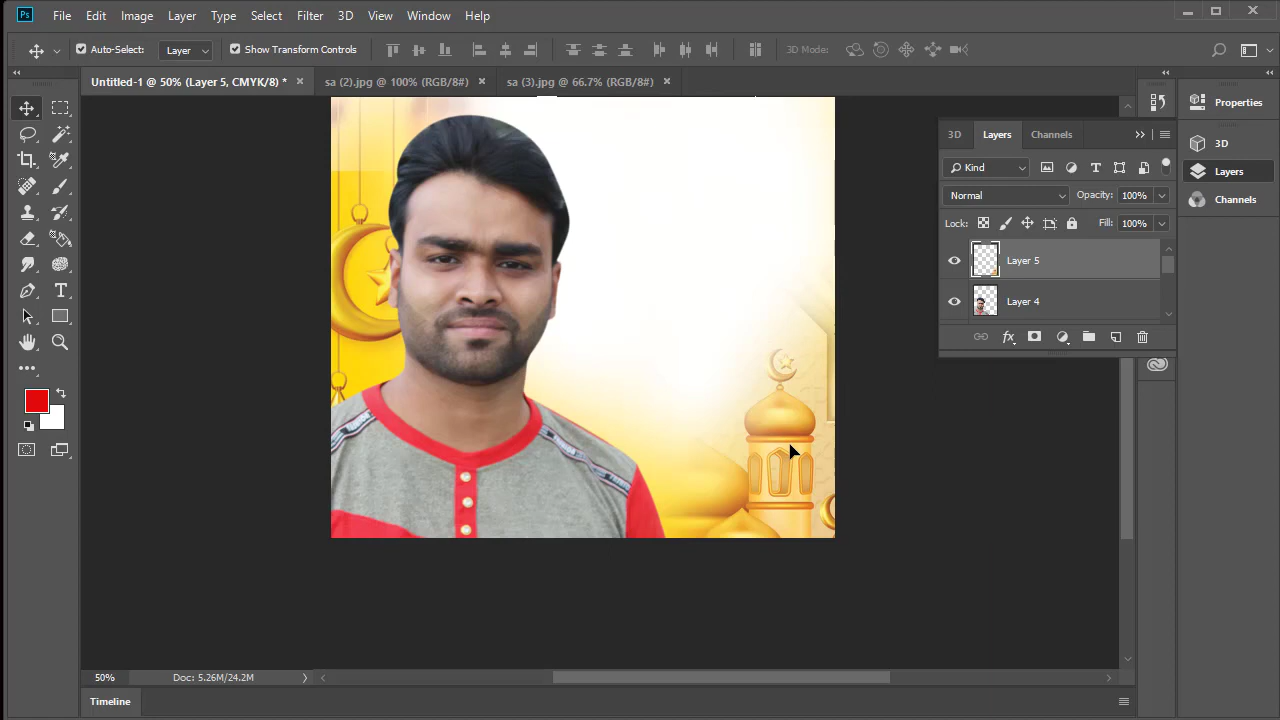 Ps File Edit Image Layer Type Select Filter 3D View Window Help
Auto-Select: Layer Show Transform Controls 3D Mode:
Untitled-1 @ 50% (Layer 5, CMYK/8) * sa (2).jpg @ 100% (RGB/8#) sa (3).jpg @ 66.7% (RGB/8#)
Properties
3D
Layers
Channels
3D Layers Channels
Kind
Normal Opacity: 100%
Lock: Fill: 100%
Layer 5
Layer 4
fx
50% Doc: 5.26M/24.2M
Timeline